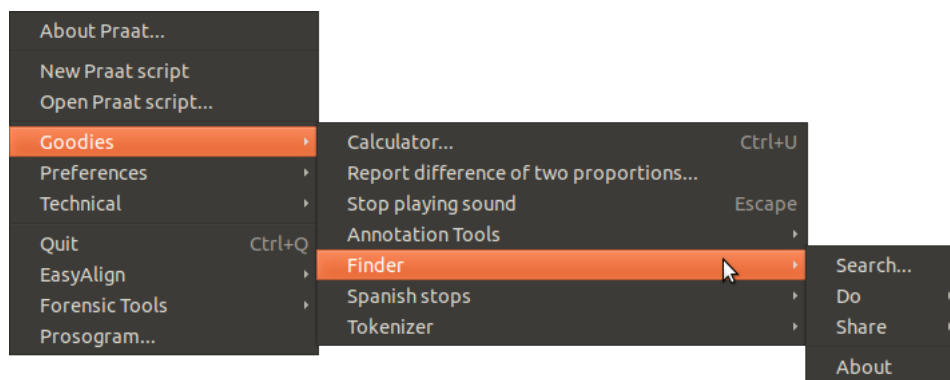 About Praat...
New Praat script
Open Praat script...
Goodies
Preferences
Technical
Quit Ctrl+Q
EasyAlign
Forensic Tools
Prosogram...
Calculator... Ctrl+U
Report difference of two proportions...
Stop playing sound Escape
Annotation Tools
Finder
Spanish stops
Tokenizer
Search...
Do
Share
About